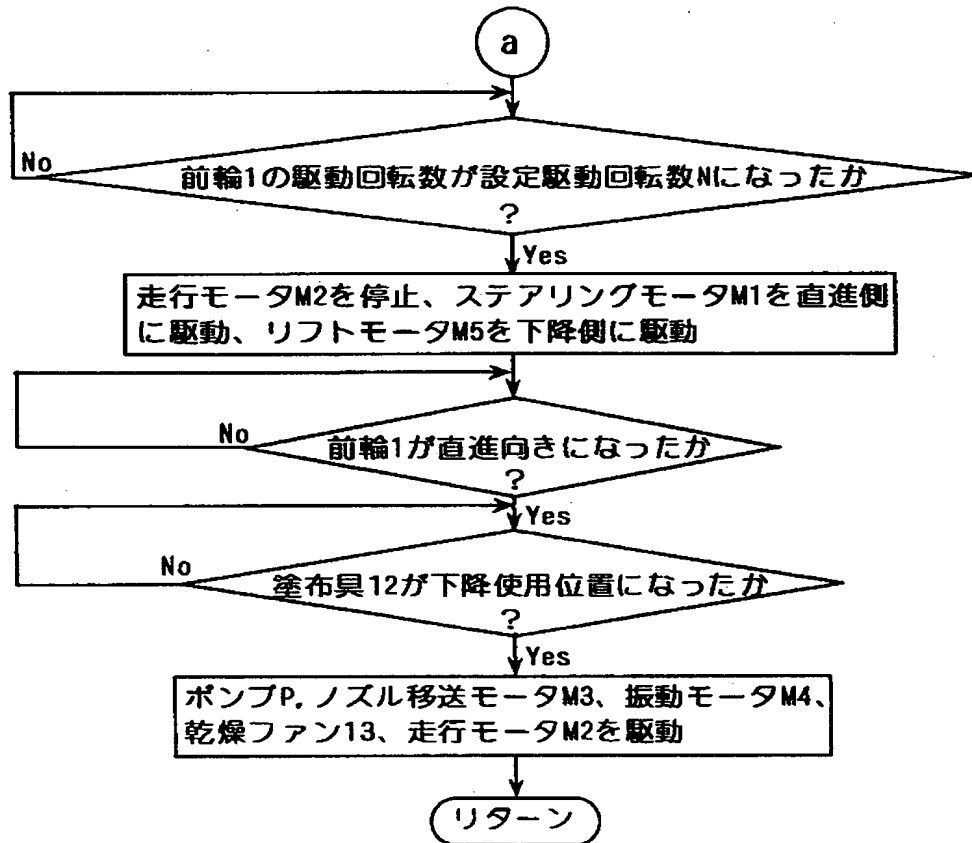 a
No
前輪1の駆動回転数が設定駆動回転数Nになったか
?
Yes
走行モータM2を停止、ステアリングモータM1を直進側
に駆動、リフトモータM5を下降側に駆動
No
前輪1が直進向きになったか
?
Yes
No
塗布具12が下降使用位置になったか
?
Yes
ポンプP.ノズル移送モータM3、振動モータM4、
乾燥ファン13、走行モータM2を駆動
リターン